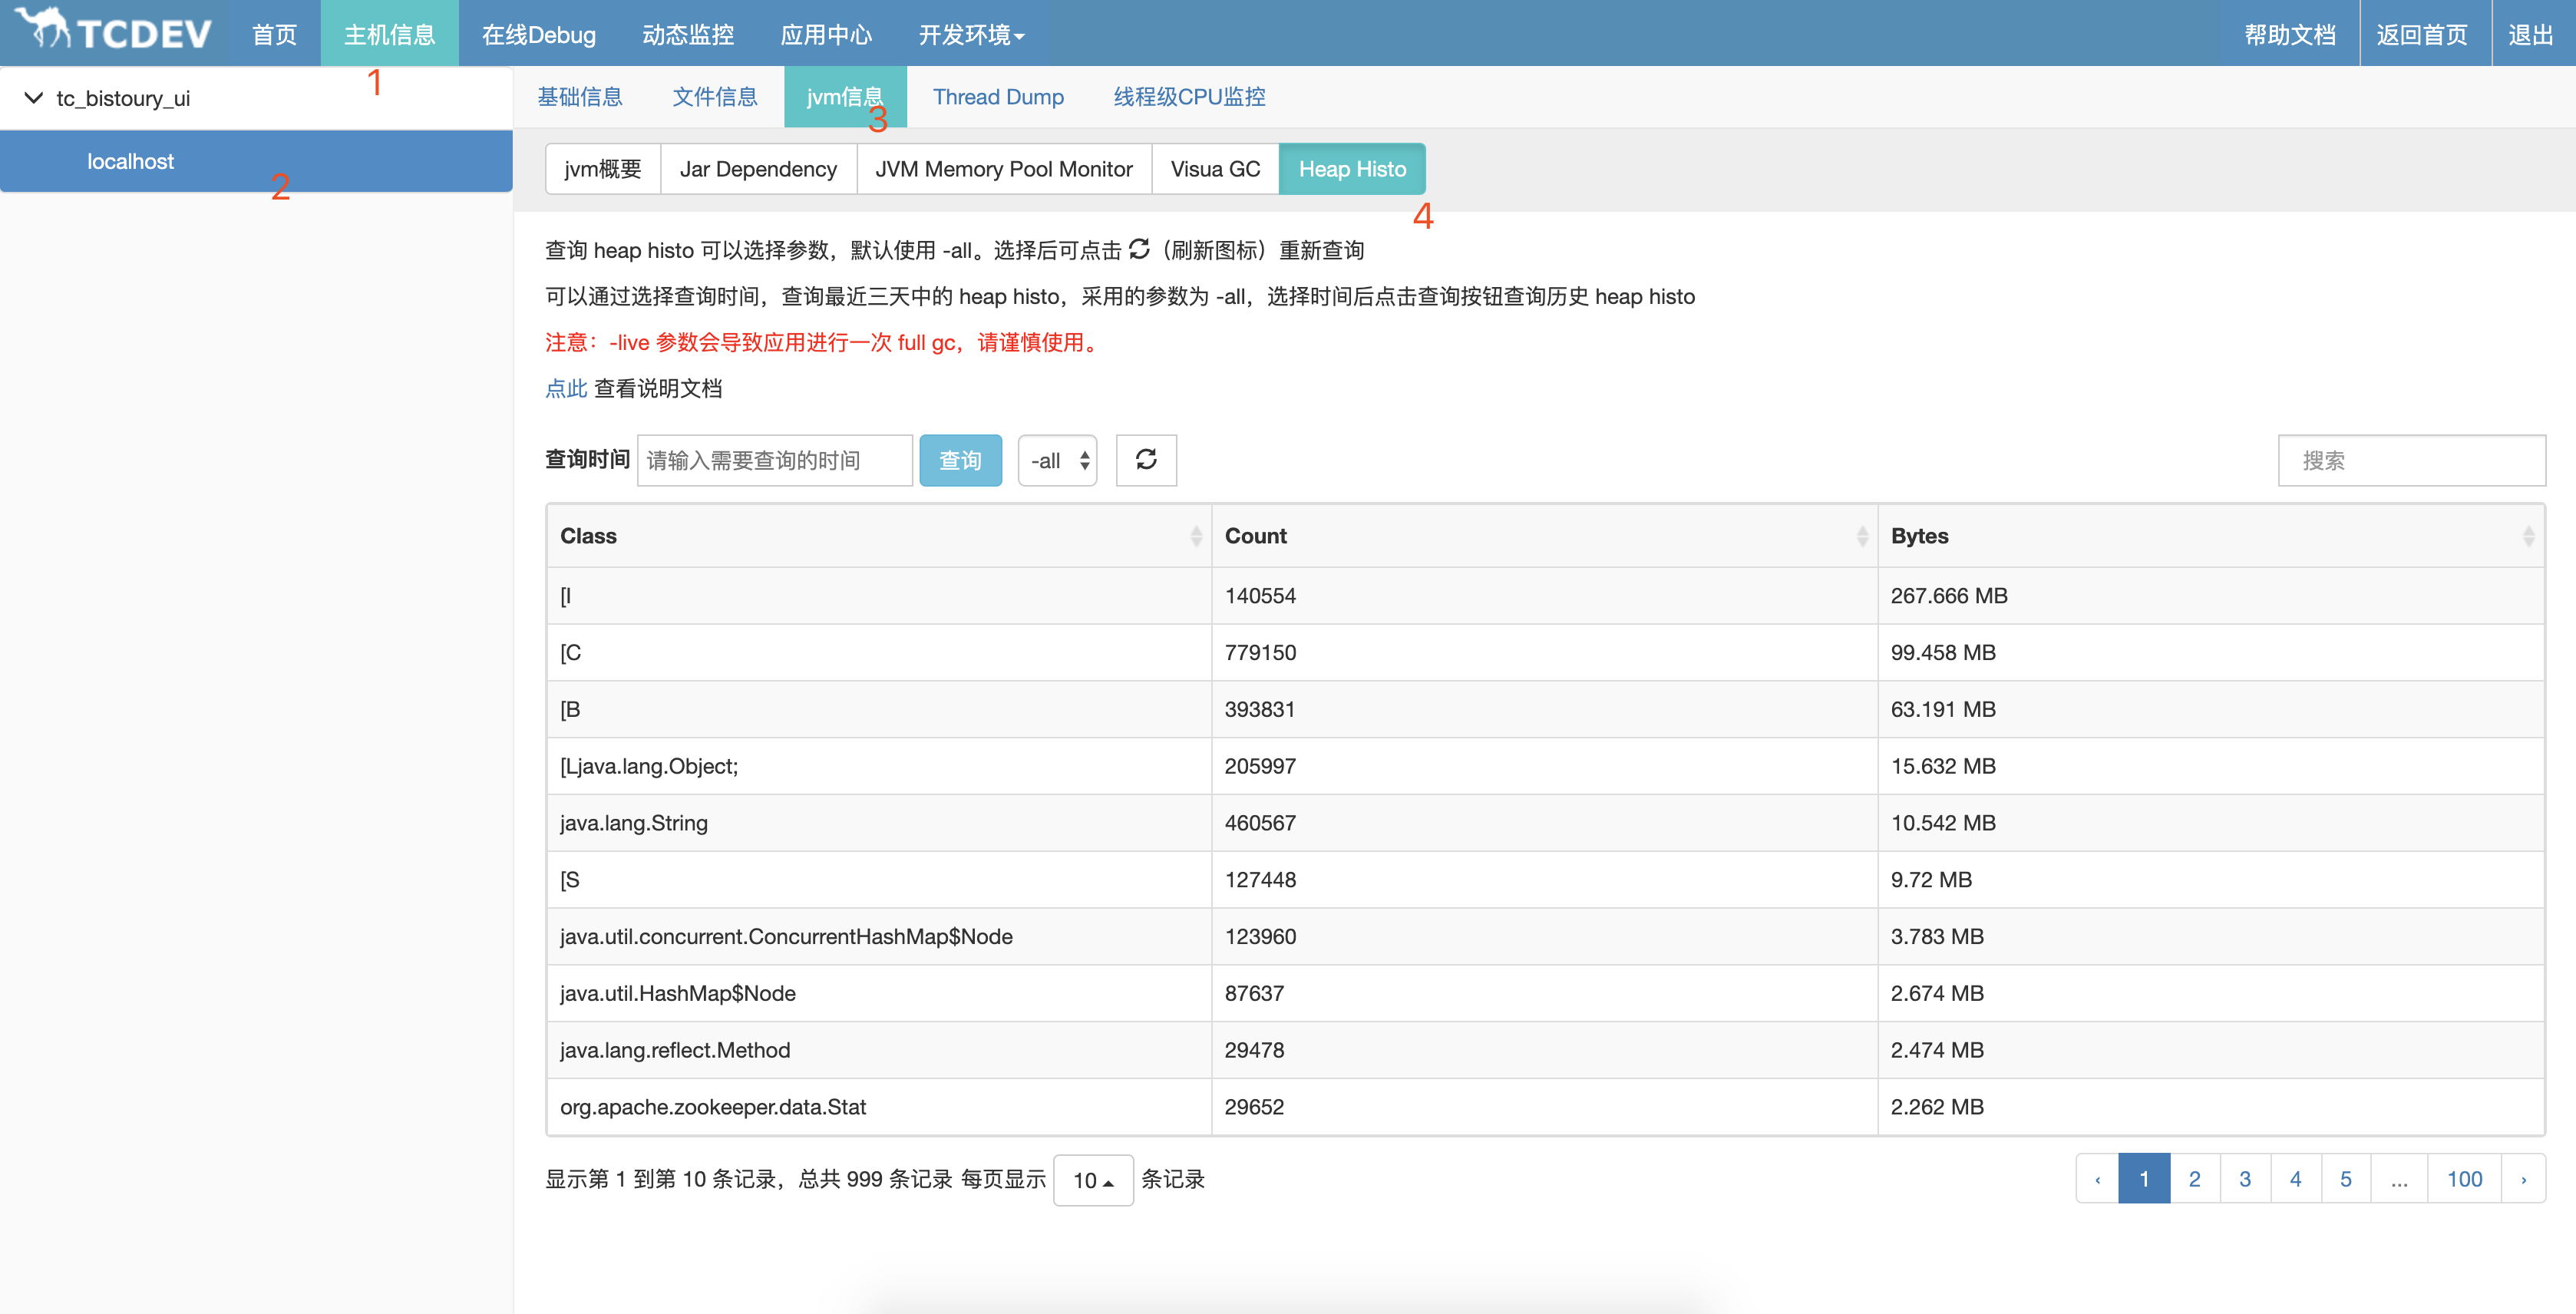 TCDEV 首页 主机信息 在线Debug 动态监控 应用中心 开发环境 帮助文档 返回首页 退出
1
tc_bistoury_ui
localhost
2
基础信息 文件信息 jvm信息 Thread Dump 线程级CPU监控
3
jvm概要 Jar Dependency JVM Memory Pool Monitor Visua GC Heap Histo
4
查询 heap histo 可以选择参数，默认使用 -all。选择后可点击 （刷新图标）重新查询
可以通过选择查询时间，查询最近三天中的 heap histo，采用的参数为 -all，选择时间后点击查询按钮查询历史 heap histo
注意：-live 参数会导致应用进行一次 full gc，请谨慎使用。
点此 查看说明文档
查询时间 请输入需要查询的时间 查询 -all 搜索
Class Count Bytes
[I 140554 267.666 MB
[C 779150 99.458 MB
[B 393831 63.191 MB
[Ljava.lang.Object; 205997 15.632 MB
java.lang.String 460567 10.542 MB
[S 127448 9.72 MB
java.util.concurrent.ConcurrentHashMap$Node 123960 3.783 MB
java.util.HashMap$Node 87637 2.674 MB
java.lang.reflect.Method 29478 2.474 MB
org.apache.zookeeper.data.Stat 29652 2.262 MB
显示第 1 到第 10 条记录，总共 999 条记录 每页显示 10 条记录 ‹ 1 2 3 4 5 ... 100 ›